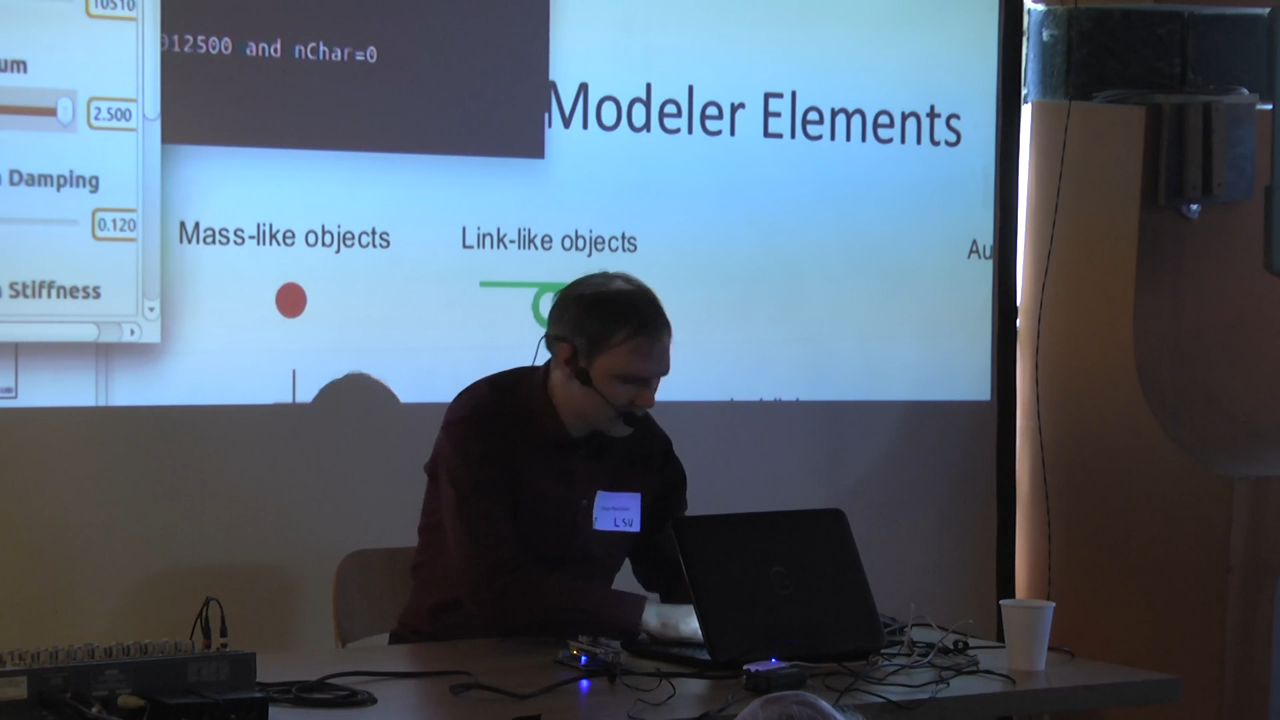 10510
012500 and nChar=0
um
2.500
Modeler Elements
Damping
0.120
Mass-like objects
Link-like objects
Au
Stiffness
LSU